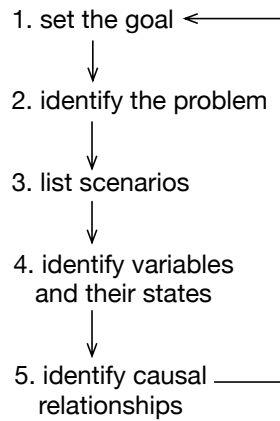 1. set the goal
2. identify the problem
3. list scenarios
4. identify variables
and their states
5. identify causal
relationships